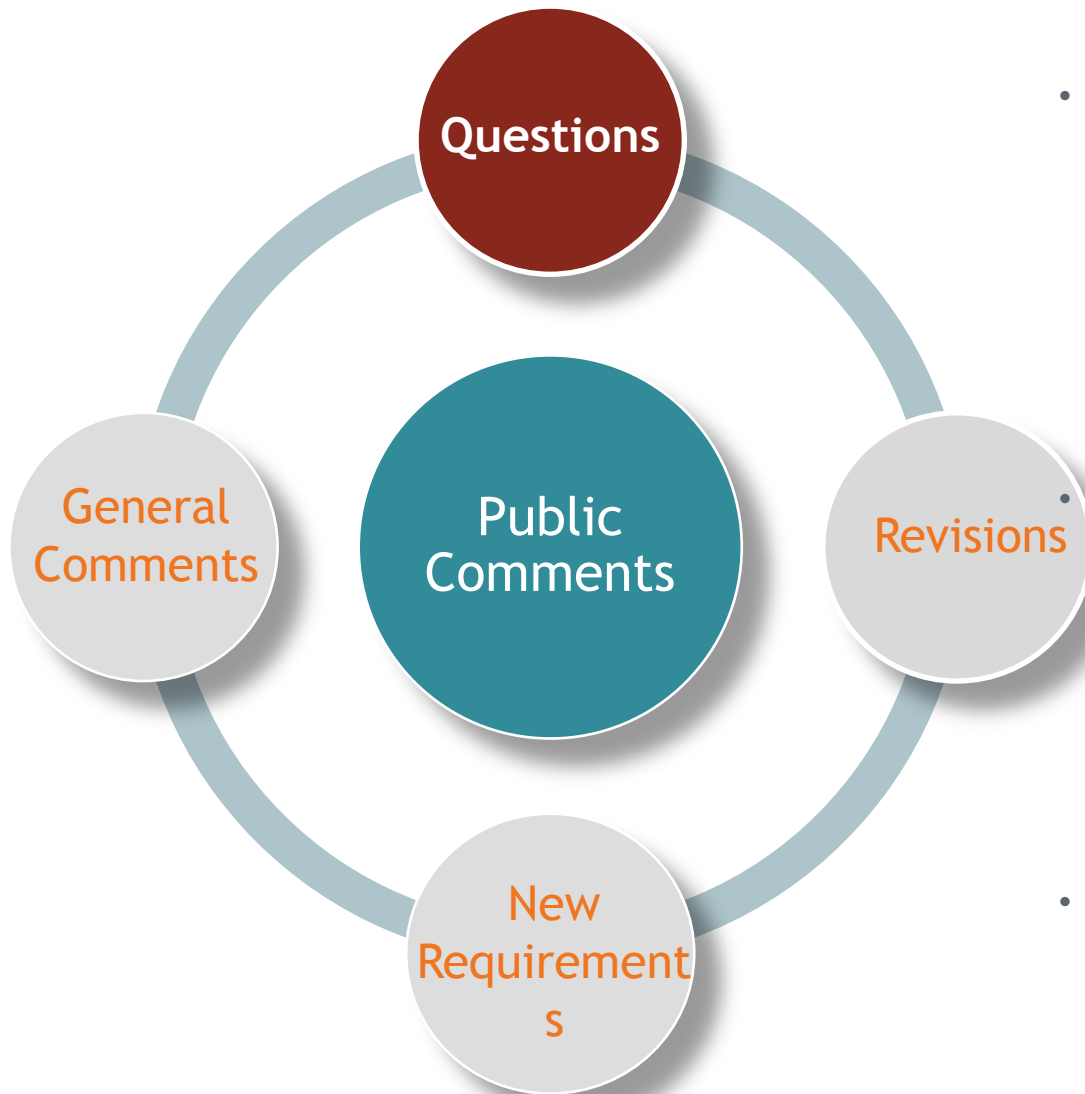 Questions
General
Comments
Public
Comments
Revisions
New
Requirement
s